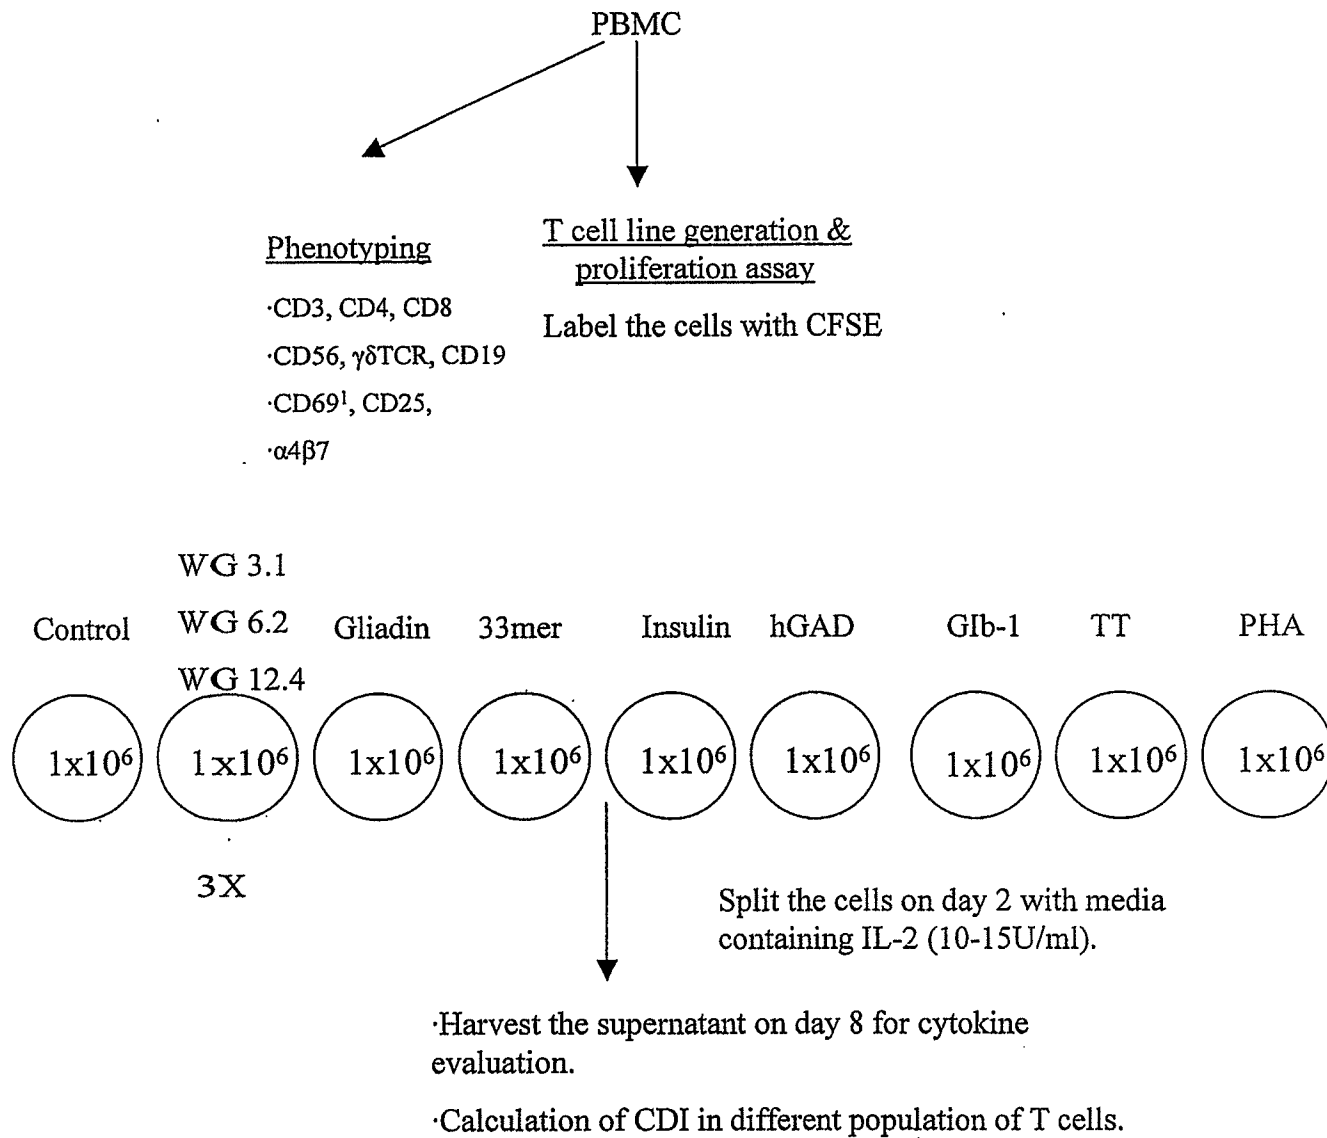 PBMC
Phenotyping
·CD3, CD4, CD8
·CD56, γδTCR, CD19
·CD69¹, CD25,
·α4β7
T cell line generation &
proliferation assay
Label the cells with CFSE
Control
WG 3.1
WG 6.2
WG 12.4
Gliadin
33mer
Insulin
hGAD
GIb-1
TT
PHA
1x10⁶
1x10⁶
1x10⁶
1x10⁶
1x10⁶
1x10⁶
1x10⁶
1x10⁶
1x10⁶
3X
Split the cells on day 2 with media
containing IL-2 (10-15U/ml).
·Harvest the supernatant on day 8 for cytokine
evaluation.
·Calculation of CDI in different population of T cells.